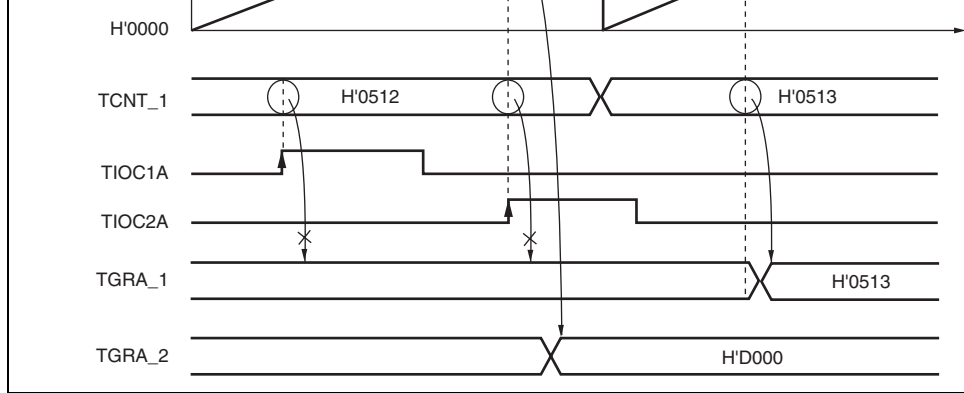 H'0000
TCNT_1 H'0512 H'0513
TIOC1A
TIOC2A
TGRA_1 H'0513
TGRA_2 H'D000